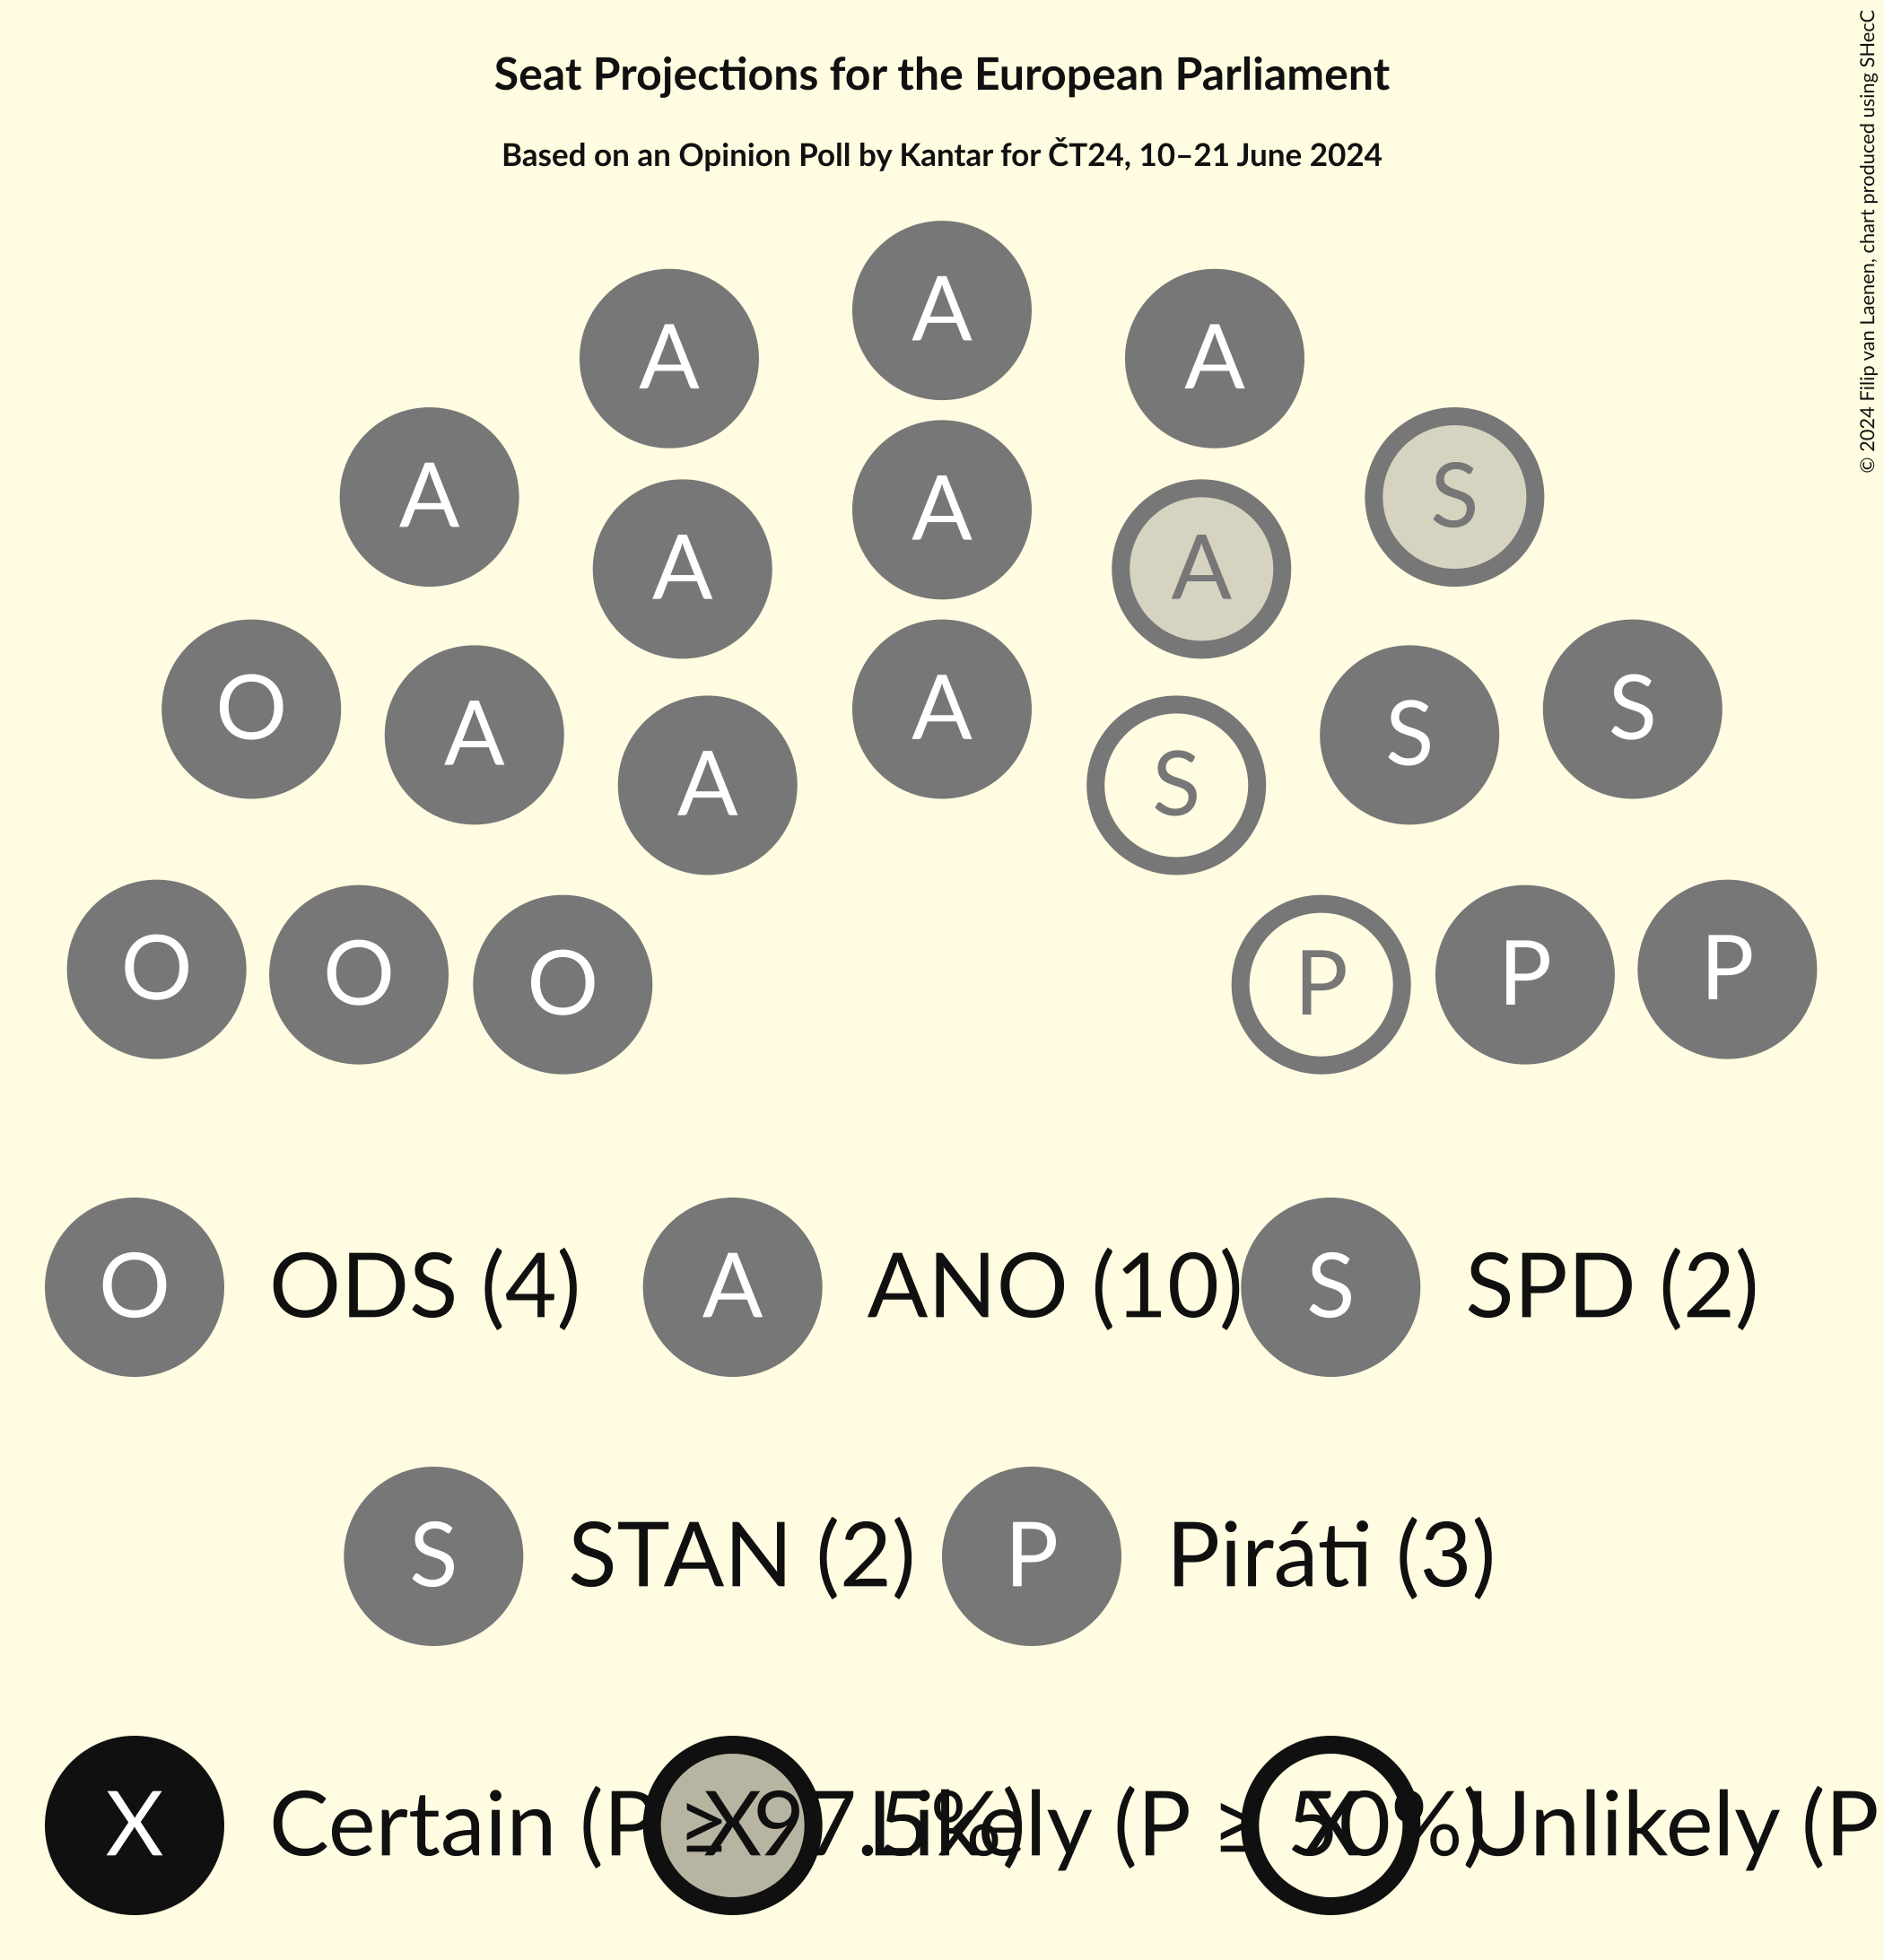 Seat Projections for the European Parliament
Based on an Opinion Poll by Kantar for ČT24, 10–21 June 2024
© 2024 Filip van Laenen, chart produced using SHecC
A
A A
A S
A
A A
O S
A S
A
A S
O P
O P
O P
O ODS (4) A ANO (10) S SPD (2)
S STAN (2) P Piráti (3)
X Certain (P ≥ 97.5%) X Likely (P ≥ 50%) X Unlikely (P